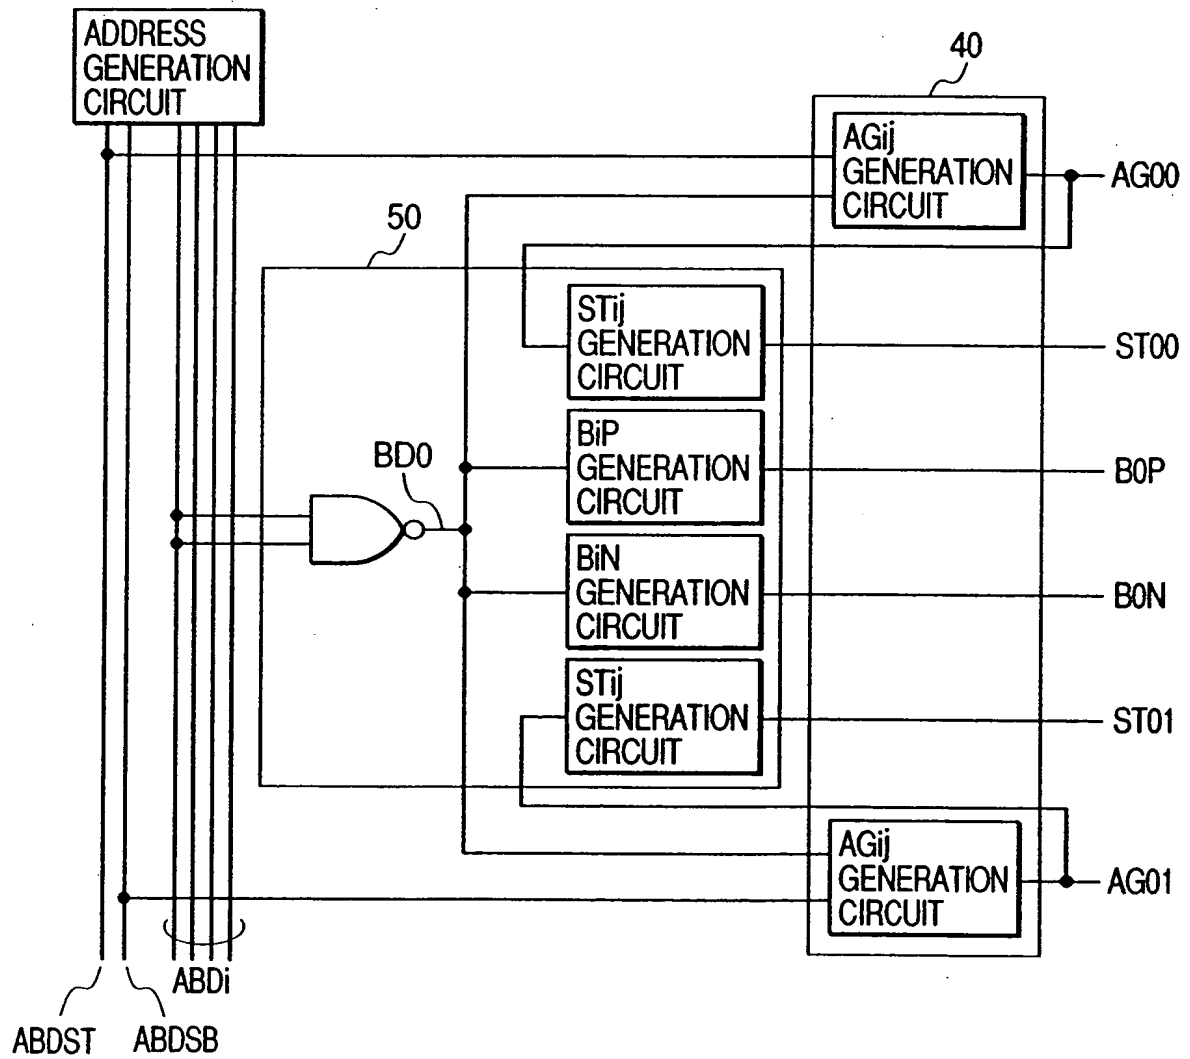 ADDRESS
GENERATION
CIRCUIT
40
AGij
GENERATION
CIRCUIT
AG00
50
STij
GENERATION
CIRCUIT
ST00
BiP
GENERATION
CIRCUIT
B0P
BD0
BiN
GENERATION
CIRCUIT
B0N
STij
GENERATION
CIRCUIT
ST01
AGij
GENERATION
CIRCUIT
AG01
ABDi
ABDST
ABDSB